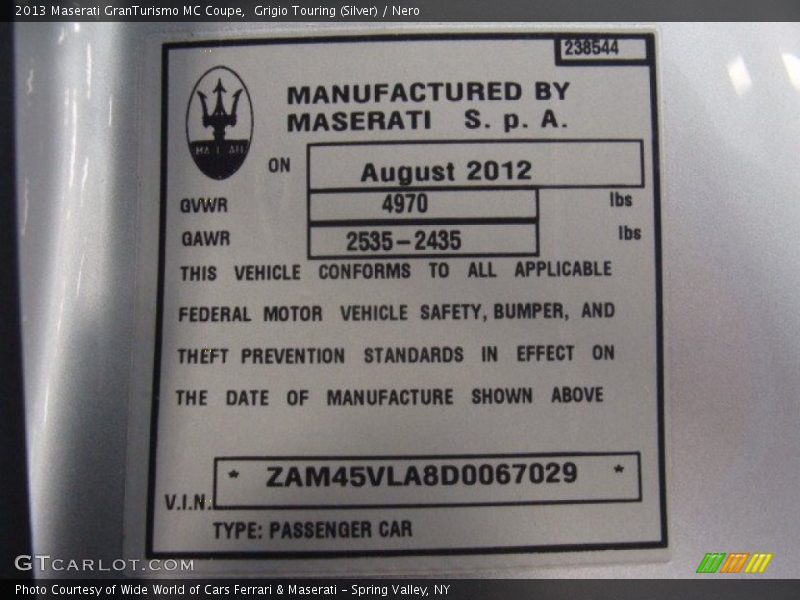 2013 Maserati GranTurismo MC Coupe, Grigio Touring (Silver) / Nero
238544
MANUFACTURED BY
MASERATI S. p. A.
ON August 2012
GVWR 4970 lbs
GAWR 2535-2435 lbs
THIS VEHICLE CONFORMS TO ALL APPLICABLE
FEDERAL MOTOR VEHICLE SAFETY, BUMPER, AND
THEFT PREVENTION STANDARDS IN EFFECT ON
THE DATE OF MANUFACTURE SHOWN ABOVE
V.I.N. * ZAM45VLA8D0067029 *
TYPE: PASSENGER CAR
GTCARLOT.COM
Photo Courtesy of Wide World of Cars Ferrari & Maserati - Spring Valley, NY